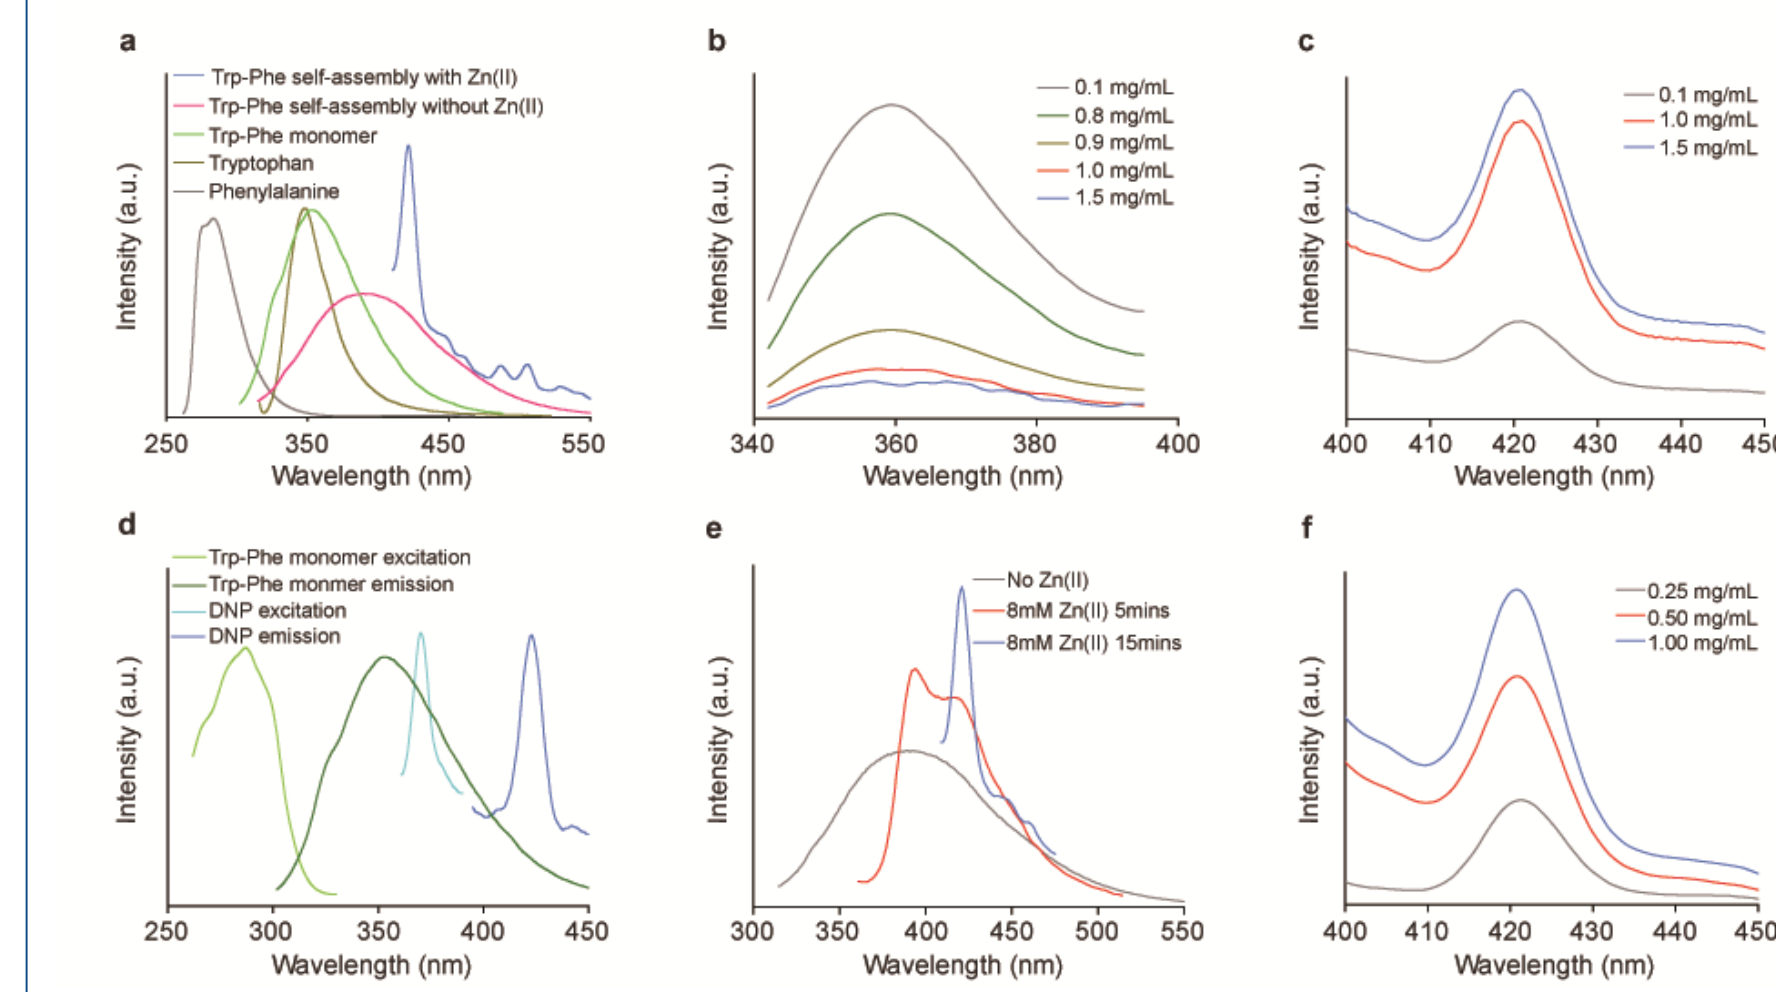 a
Trp-Phe self-assembly with Zn(II)
Trp-Phe self-assembly without Zn(II)
Trp-Phe monomer
Tryptophan
Phenylalanine
Intensity (a.u.)
250 350 450 550
Wavelength (nm)
b
0.1 mg/mL
0.8 mg/mL
0.9 mg/mL
1.0 mg/mL
1.5 mg/mL
Intensity (a.u.)
340 360 380 400
Wavelength (nm)
c
0.1 mg/mL
1.0 mg/mL
1.5 mg/mL
Intensity (a.u.)
400 410 420 430 440 450
Wavelength (nm)
d
Trp-Phe monomer excitation
Trp-Phe monmer emission
DNP excitation
DNP emission
Intensity (a.u.)
250 300 350 400 450
Wavelength (nm)
e
No Zn(II)
8mM Zn(II) 5mins
8mM Zn(II) 15mins
Intensity (a.u.)
300 350 400 450 500 550
Wavelength (nm)
f
0.25 mg/mL
0.50 mg/mL
1.00 mg/mL
Intensity (a.u.)
400 410 420 430 440 450
Wavelength (nm)